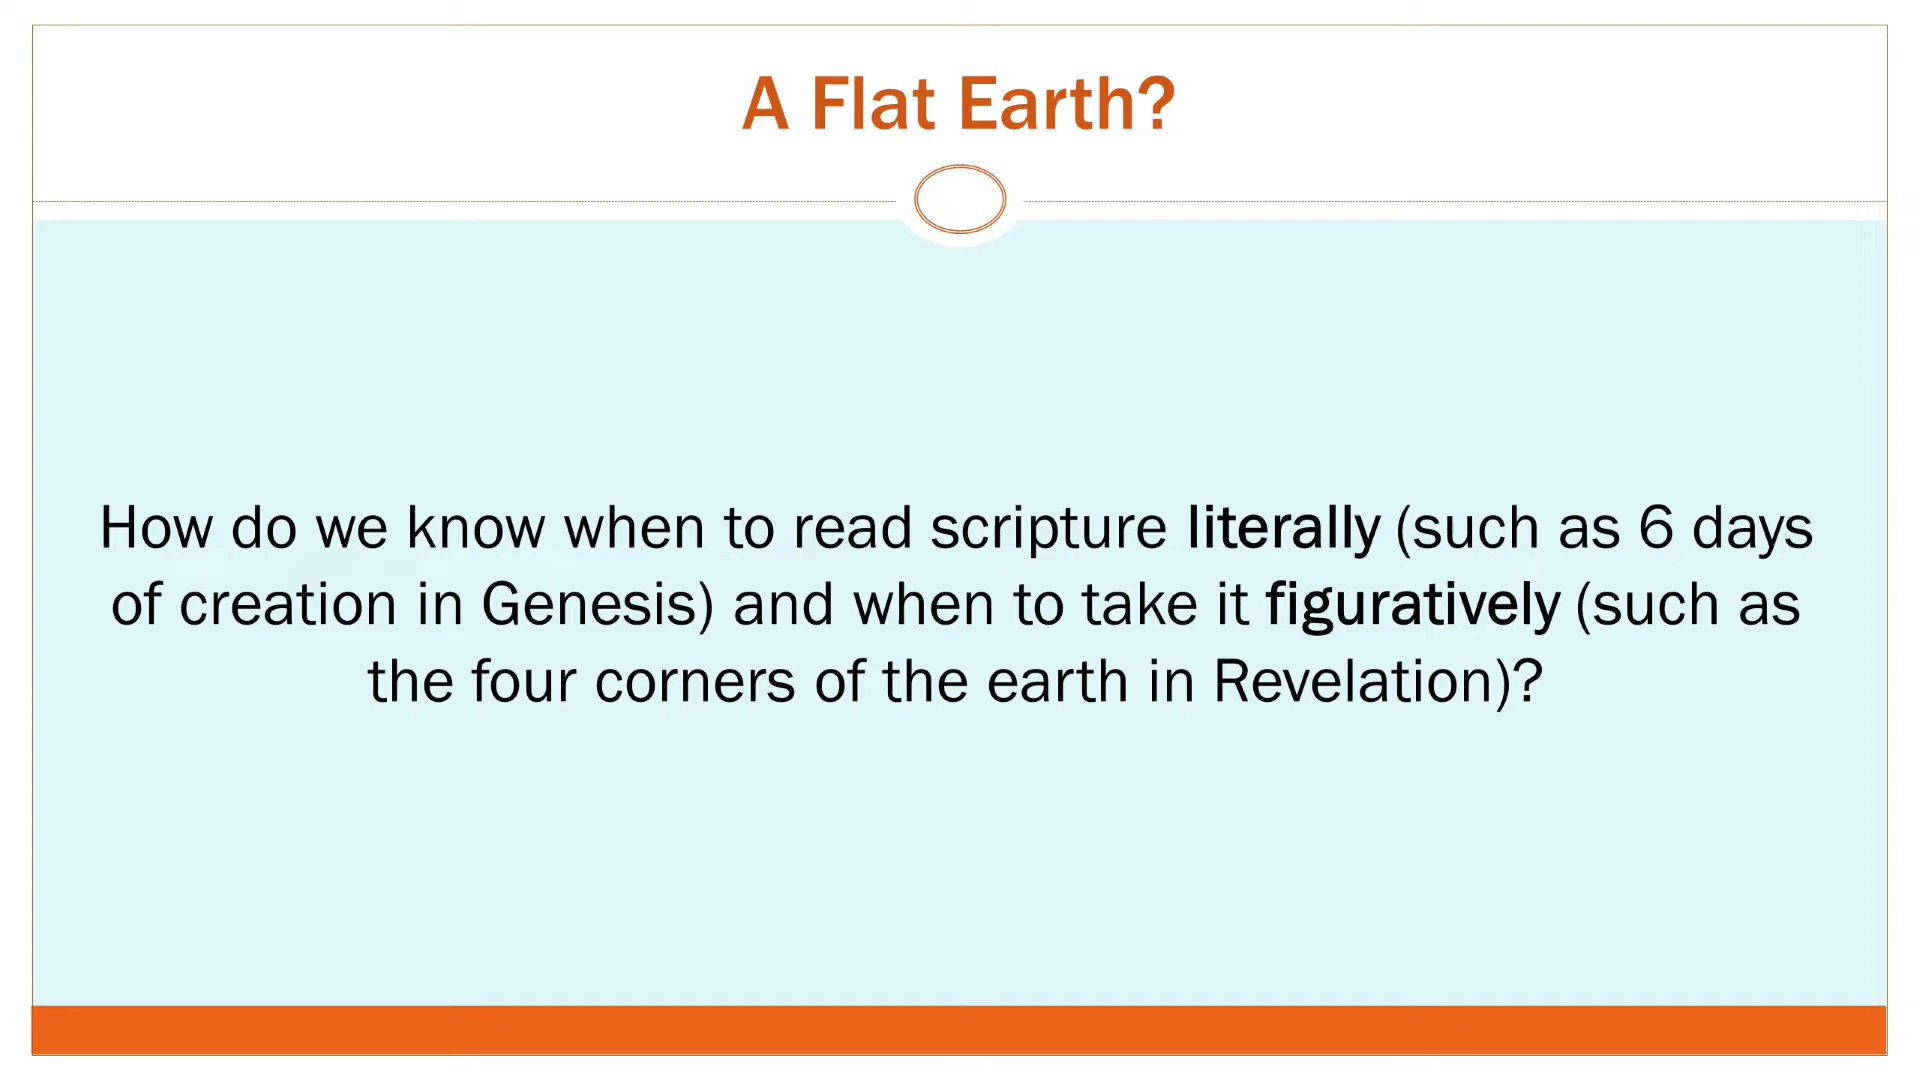 A Flat Earth?
How do we know when to read scripture literally (such as 6 days
of creation in Genesis) and when to take it figuratively (such as
the four corners of the earth in Revelation)?